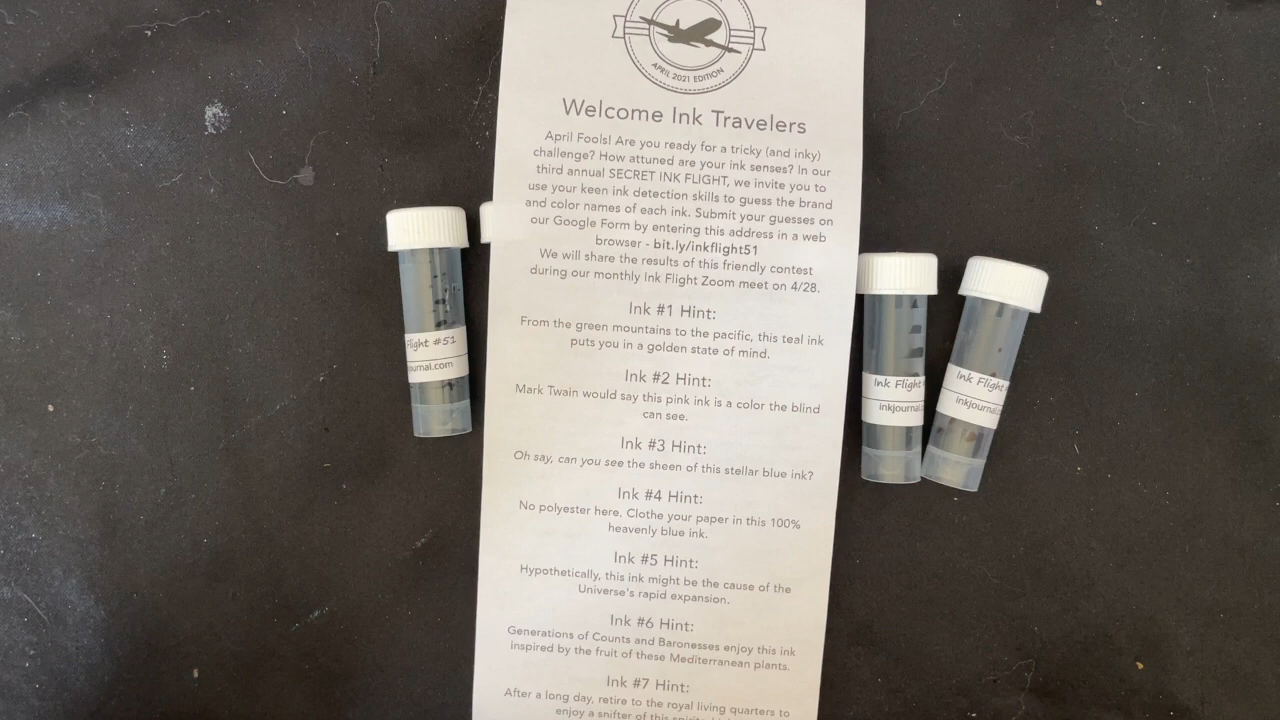 APRIL 2021 EDITION
Welcome Ink Travelers
April Fools! Are you ready for a tricky (and inky)
challenge? How attuned are your ink senses? In our
third annual SECRET INK FLIGHT, we invite you to
use your keen ink detection skills to guess the brand
and color names of each ink. Submit your guesses on
our Google Form by entering this address in a web
browser - bit.ly/inkflight51
We will share the results of this friendly contest
during our monthly Ink Flight Zoom meet on 4/28.
Ink #1 Hint:
From the green mountains to the pacific, this teal ink
puts you in a golden state of mind.
Ink #2 Hint:
Mark Twain would say this pink ink is a color the blind
can see.
Ink #3 Hint:
Oh say, can you see the sheen of this stellar blue ink?
Ink #4 Hint:
No polyester here. Clothe your paper in this 100%
heavenly blue ink.
Ink #5 Hint:
Hypothetically, this ink might be the cause of the
Universe's rapid expansion.
Ink #6 Hint:
Generations of Counts and Baronesses enjoy this ink
inspired by the fruit of these Mediterranean plants.
Ink #7 Hint:
After a long day, retire to the royal living quarters to
enjoy a snifter of this
Flight #51
journal.com
Ink Flight
inkjournal.
Ink Flight
inkjournal.